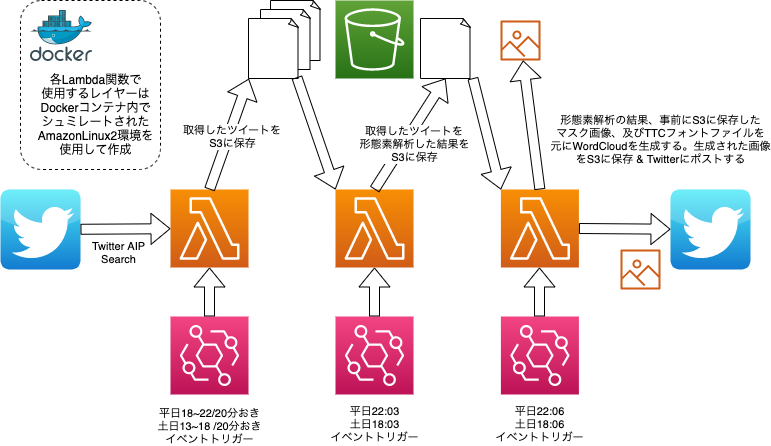 docker
各Lambda関数で
使用するレイヤーは
Dockerコンテナ内で
シュミレートされた
AmazonLinux2環境を
使用して作成
取得したツイートを
S3に保存
取得したツイートを
形態素解析した結果を
S3に保存
形態素解析の結果、事前にS3に保存した
マスク画像、及びTTCフォントファイルを
元にWordCloudを生成する。生成された画像
をS3に保存 & Twitterにポストする
Twitter AIP
Search
平日18~22/20分おき
土日13~18 /20分おき
イベントトリガー
平日22:03
土日18:03
イベントトリガー
平日22:06
土日18:06
イベントトリガー